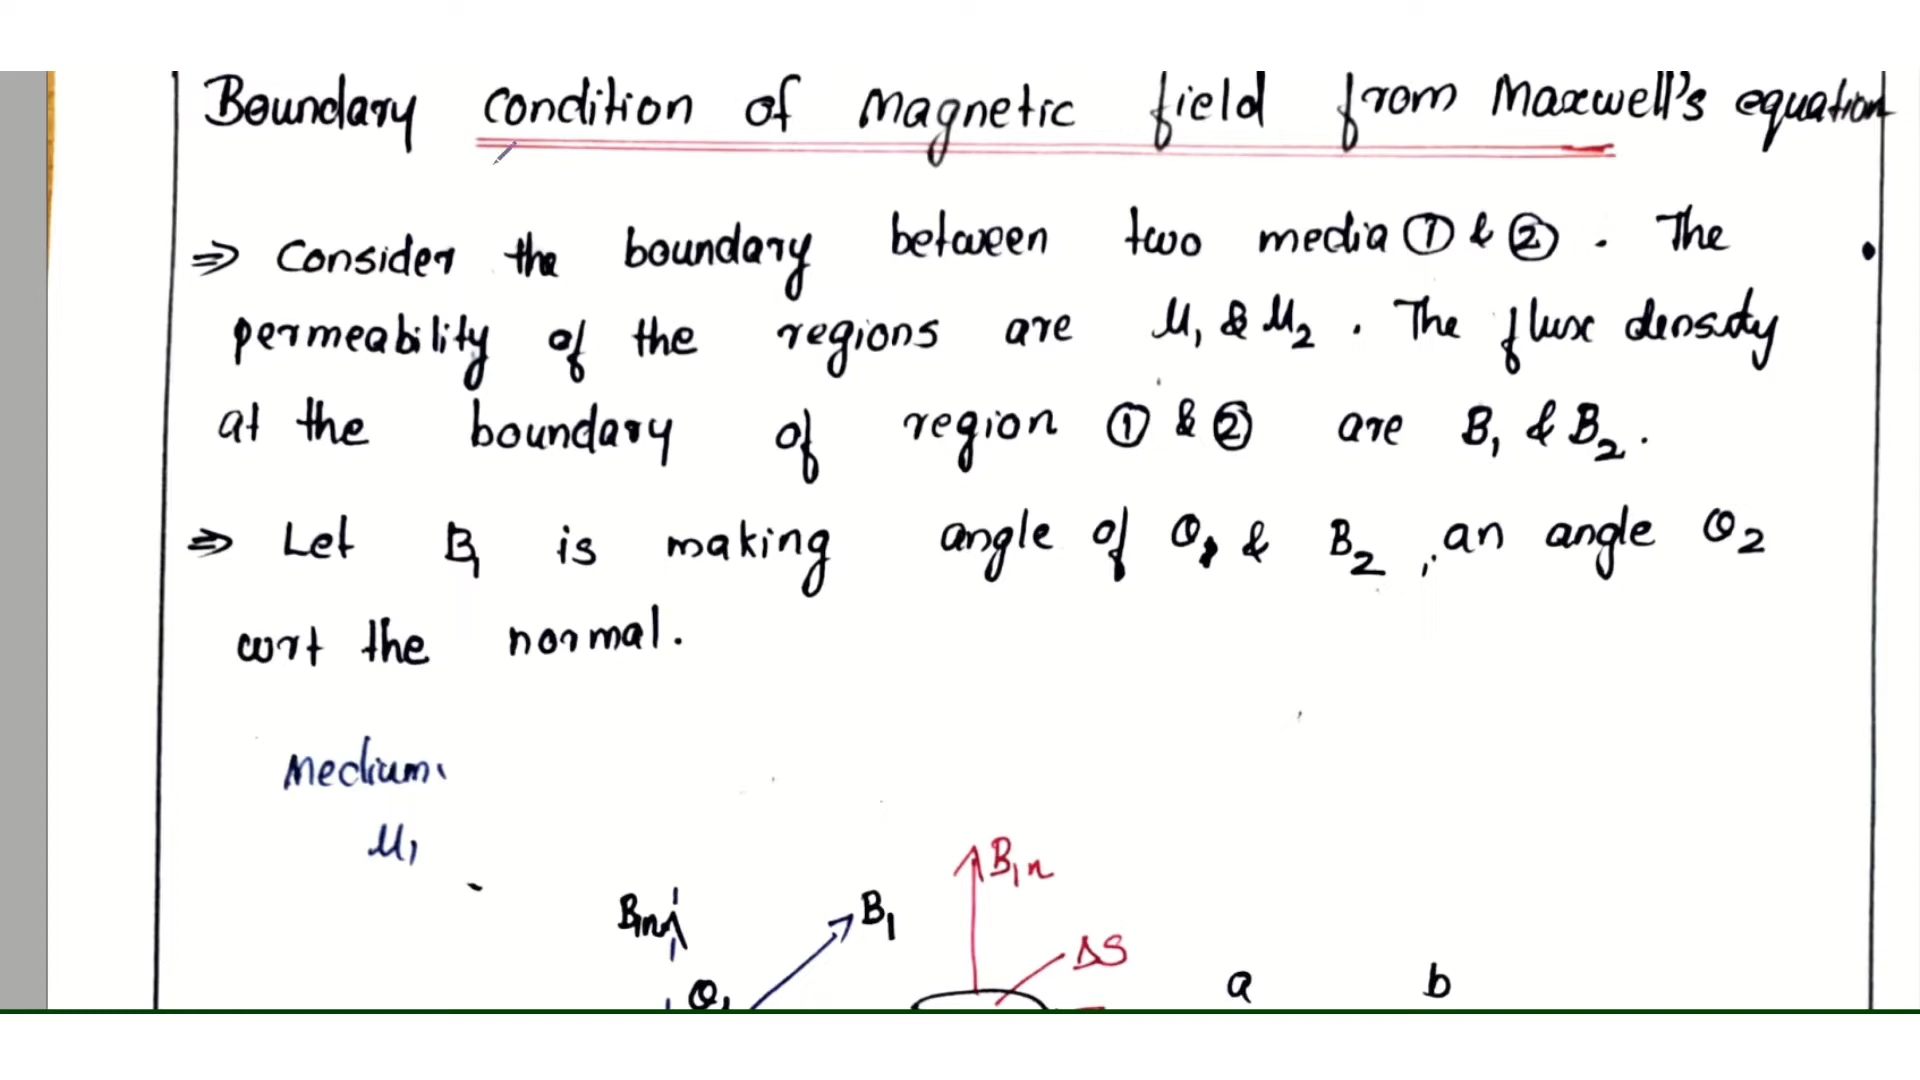 Boundary condition of Magnetic field from Maxwell's equation
⇒ Consider the boundary between two media ① & ② . The
permeability of the regions are μ₁ & μ₂ . The flux density
at the boundary of region ① & ② are B₁ & B₂ .
⇒ Let B₁ is making angle of θ₁ & B₂ , an angle θ₂
wrt the normal.
Medium₁
μ₁
B₁n
B₁n B₁
ΔS
θ₁ a b